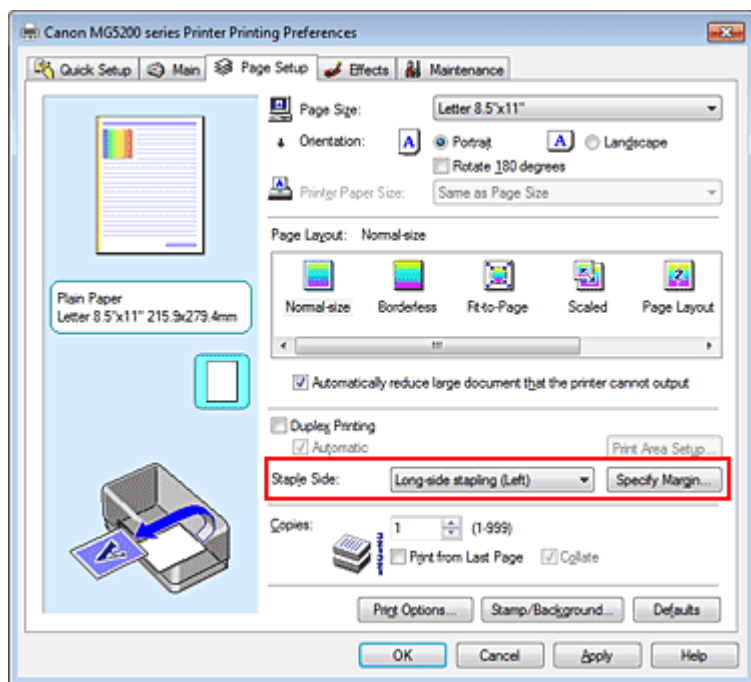 Canon MG5200 series Printer Printing Preferences
Quick Setup Main Page Setup Effects Maintenance
Page Size: Letter 8.5"x11"
Orientation: A Portrait A Landscape
Rotate 180 degrees
Printer Paper Size: Same as Page Size
Page Layout: Normal-size
Normal-size Borderless Fit-to-Page Scaled Page Layout
Plain Paper
Letter 8.5"x11" 215.9x279.4mm
Automatically reduce large document that the printer cannot output
Duplex Printing
Automatic Print Area Setup...
Staple Side: Long-side stapling (Left) Specify Margin...
Copies: 1 (1-999)
Print from Last Page Collate
Print Options... Stamp/Background... Defaults
OK Cancel Apply Help